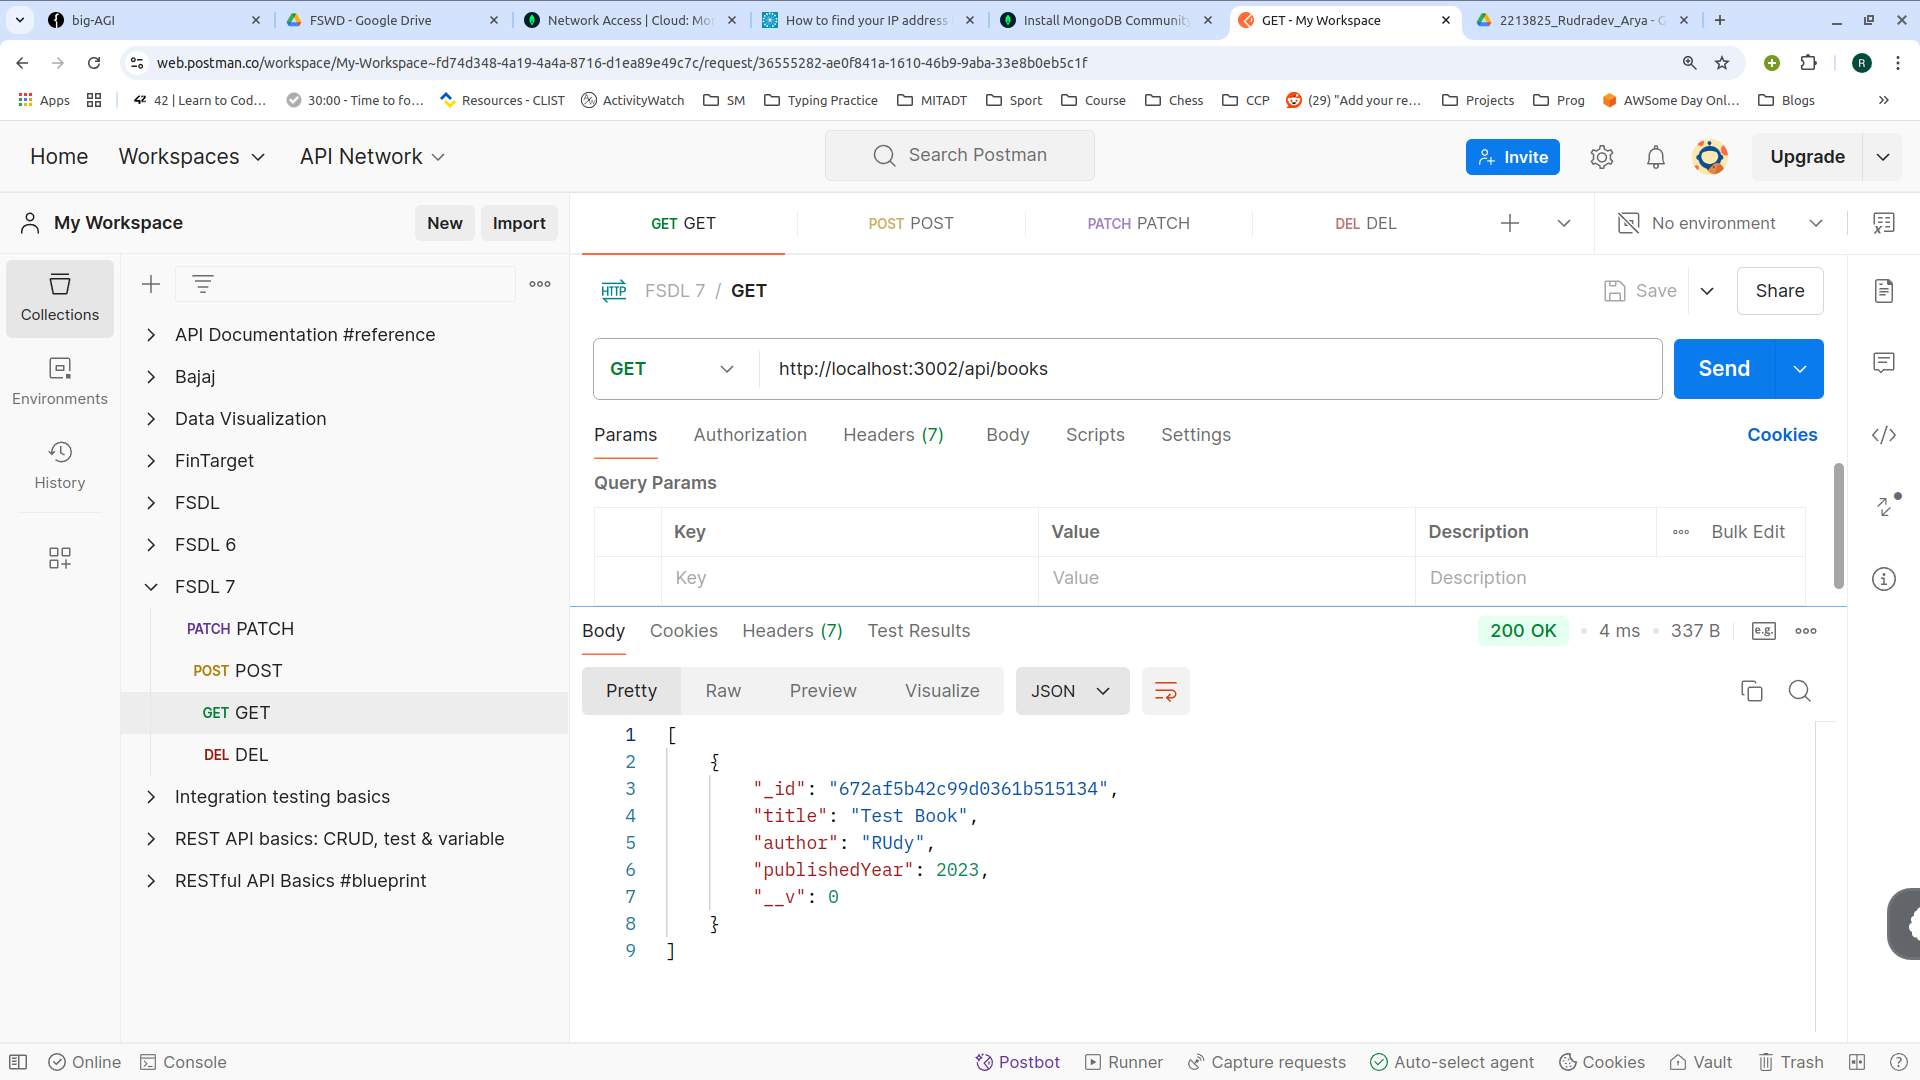 big-AGI
FSWD - Google Drive
Network Access | Cloud: Mon
How to find your IP address
Install MongoDB Community
GET - My Workspace
2213825_Rudradev_Arya - G
web.postman.co/workspace/My-Workspace~fd74d348-4a19-4a4a-8716-d1ea89e49c7c/request/36555282-ae0f841a-1610-46b9-9aba-33e8b0eb5c1f
R
Apps
42 | Learn to Cod…
30:00 - Time to fo…
Resources - CLIST
ActivityWatch
SM
Typing Practice
MITADT
Sport
Course
Chess
CCP
(29) "Add your re…
Projects
Prog
AWSome Day Onl…
Blogs
Home
Workspaces
API Network
Search Postman
Invite
Upgrade
My Workspace
New
Import
GET GET
POST POST
PATCH PATCH
DEL DEL
No environment
Collections
Environments
History
API Documentation #reference
Bajaj
Data Visualization
FinTarget
FSDL
FSDL 6
FSDL 7
PATCH PATCH
POST POST
GET GET
DEL DEL
Integration testing basics
REST API basics: CRUD, test & variable
RESTful API Basics #blueprint
HTTP FSDL 7 / GET
Save
Share
GET
http://localhost:3002/api/books
Send
Params
Authorization
Headers (7)
Body
Scripts
Settings
Cookies
Query Params
Key
Value
Description
Bulk Edit
Key
Value
Description
Body
Cookies
Headers (7)
Test Results
200 OK
4 ms
337 B
e.g.
Pretty
Raw
Preview
Visualize
JSON
1 [
2 {
3 "_id": "672af5b42c99d0361b515134",
4 "title": "Test Book",
5 "author": "RUdy",
6 "publishedYear": 2023,
7 "__v": 0
8 }
9 ]
Online
Console
Postbot
Runner
Capture requests
Auto-select agent
Cookies
Vault
Trash